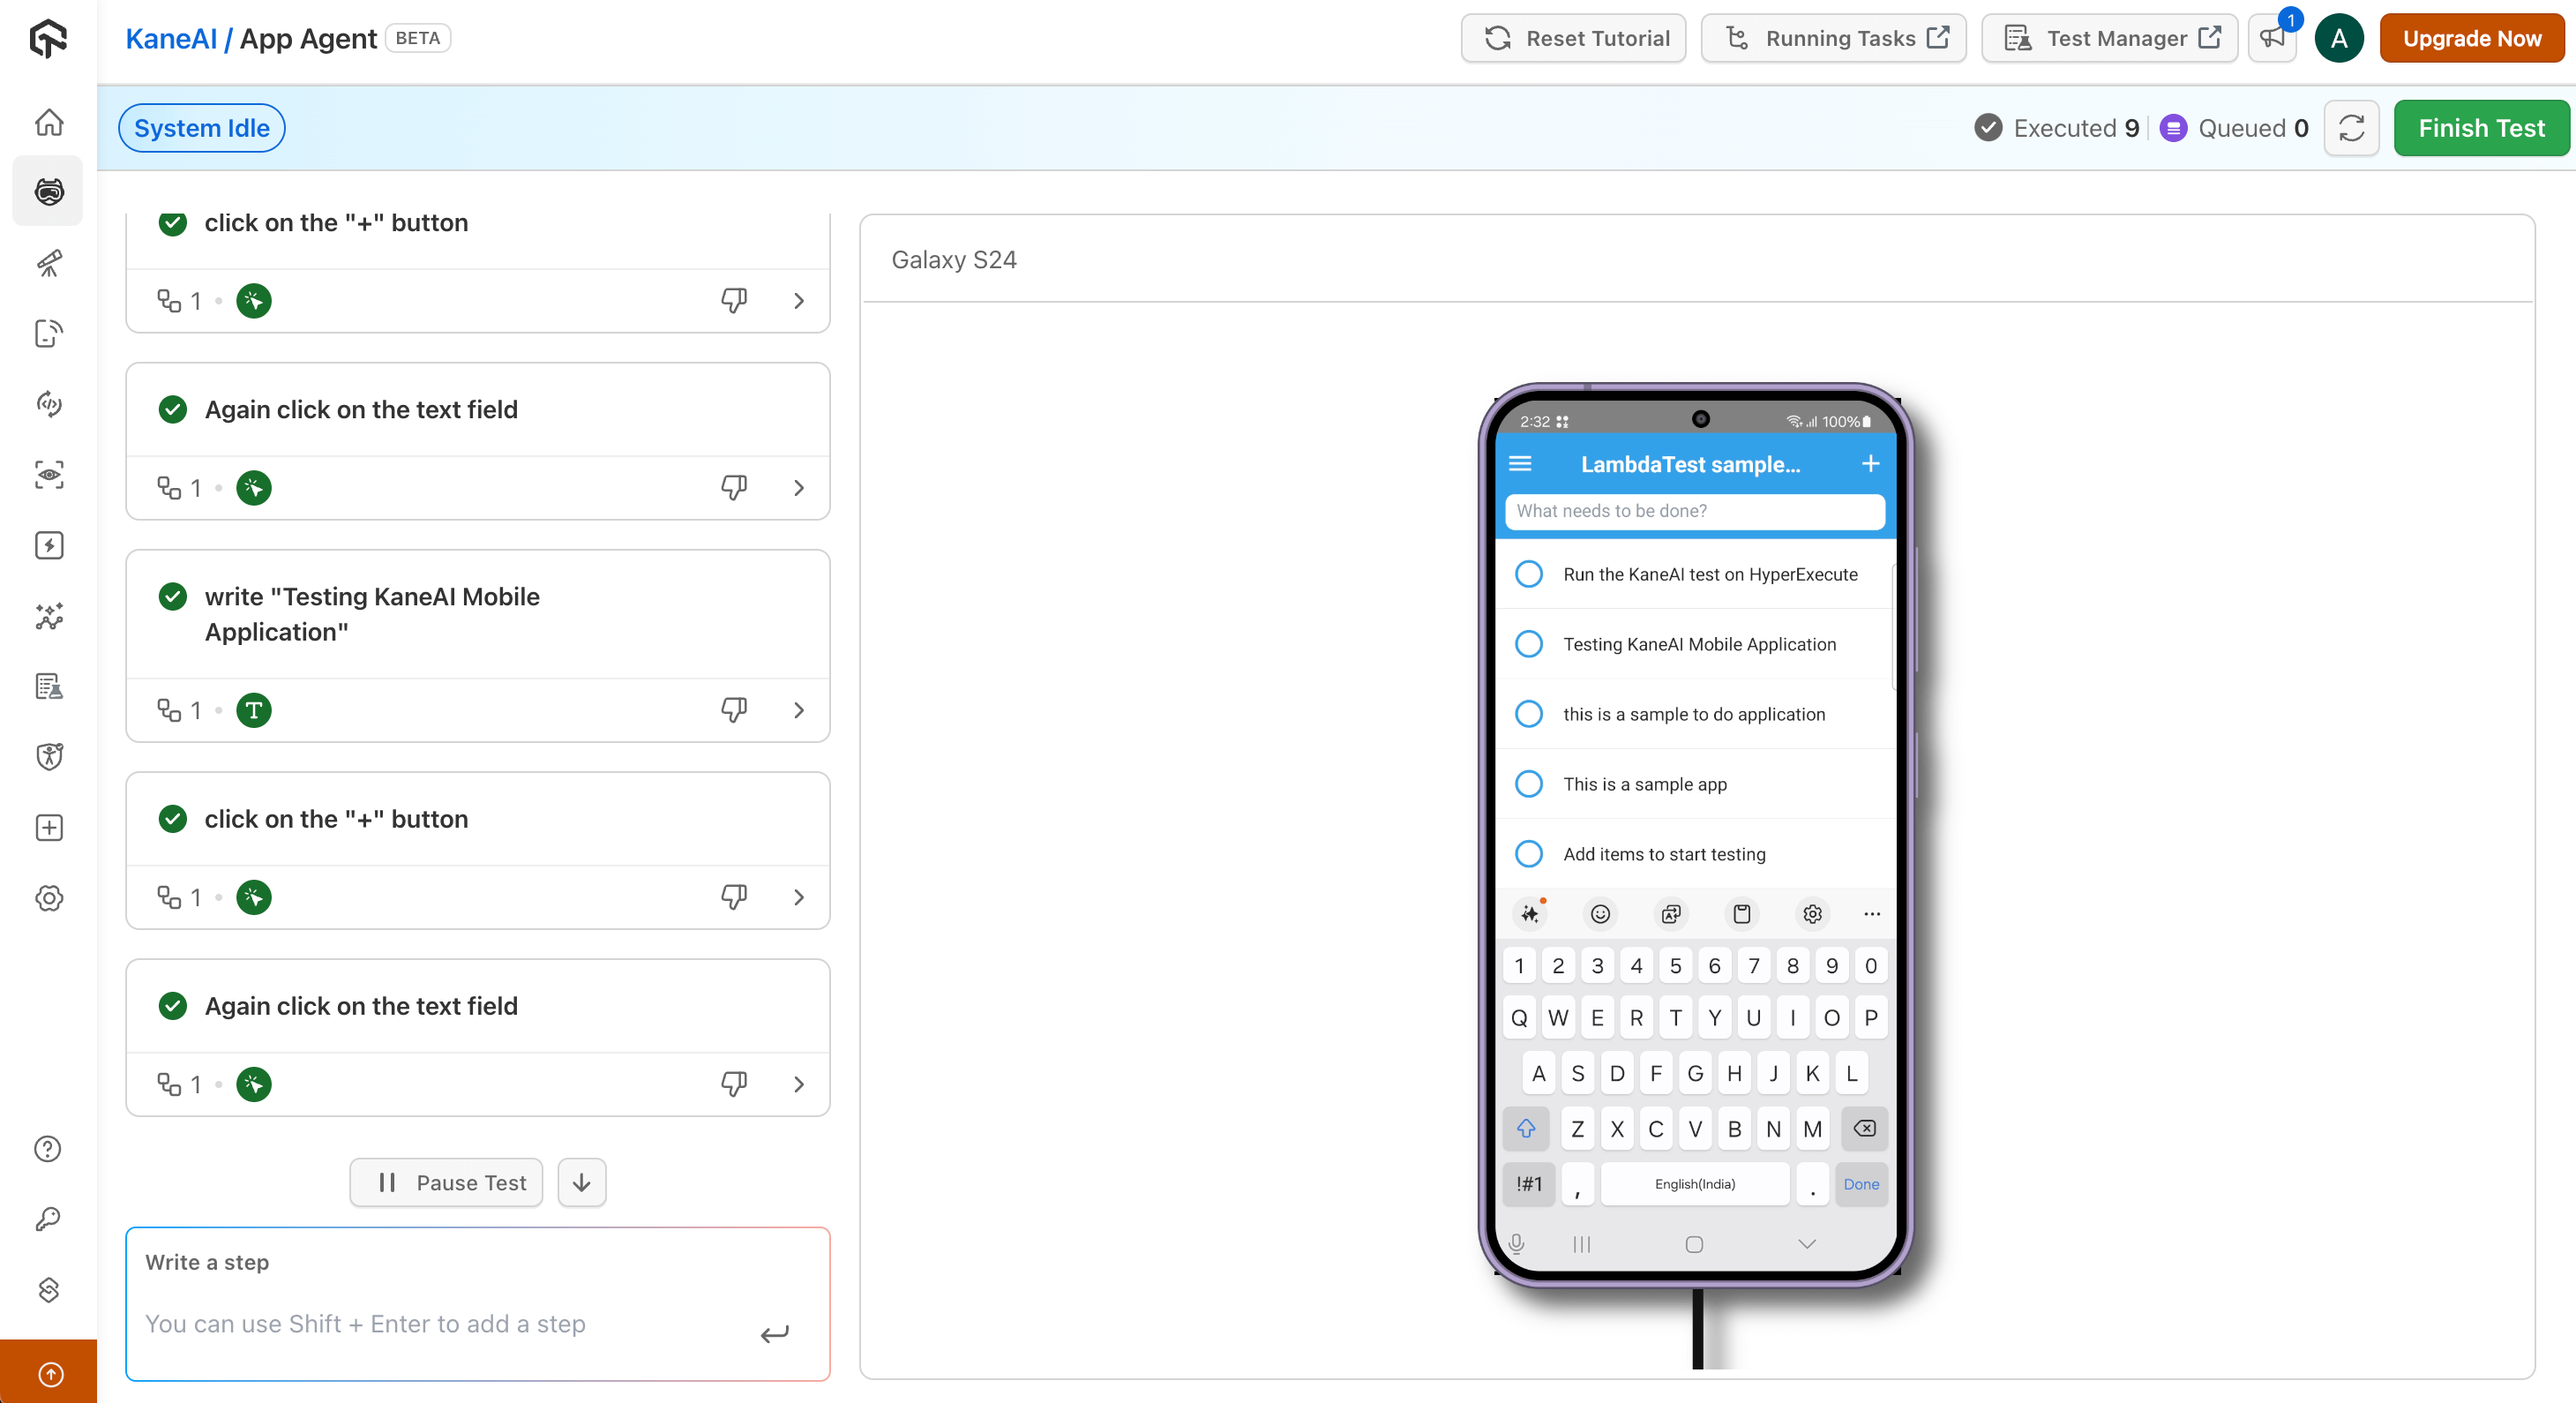 KaneAI / App Agent BETA
Reset Tutorial
Running Tasks
Test Manager
1
A
Upgrade Now
System Idle
Executed 9
Queued 0
Finish Test
click on the "+" button
1
Again click on the text field
1
write "Testing KaneAI Mobile
Application"
1
T
click on the "+" button
1
Again click on the text field
1
Pause Test
Write a step
You can use Shift + Enter to add a step
Galaxy S24
2:32
100%
LambdaTest sample...
+
What needs to be done?
Run the KaneAI test on HyperExecute
Testing KaneAI Mobile Application
this is a sample to do application
This is a sample app
Add items to start testing
1 2 3 4 5 6 7 8 9 0
Q W E R T Y U I O P
A S D F G H J K L
Z X C V B N M
!#1 , English(India) . Done